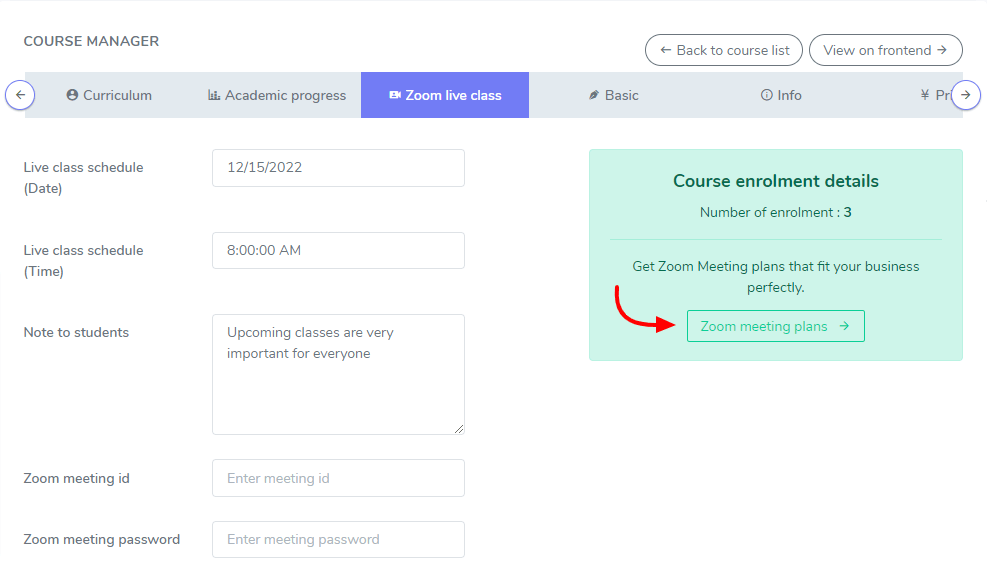 COURSE MANAGER
← Back to course list
View on frontend →
Curriculum
Academic progress
Zoom live class
Basic
Info
¥ Pri
Live class schedule
(Date)
12/15/2022
Live class schedule
(Time)
8:00:00 AM
Note to students
Upcoming classes are very
important for everyone
Zoom meeting id
Enter meeting id
Zoom meeting password
Enter meeting password
Course enrolment details
Number of enrolment : 3
Get Zoom Meeting plans that fit your business
perfectly.
Zoom meeting plans →